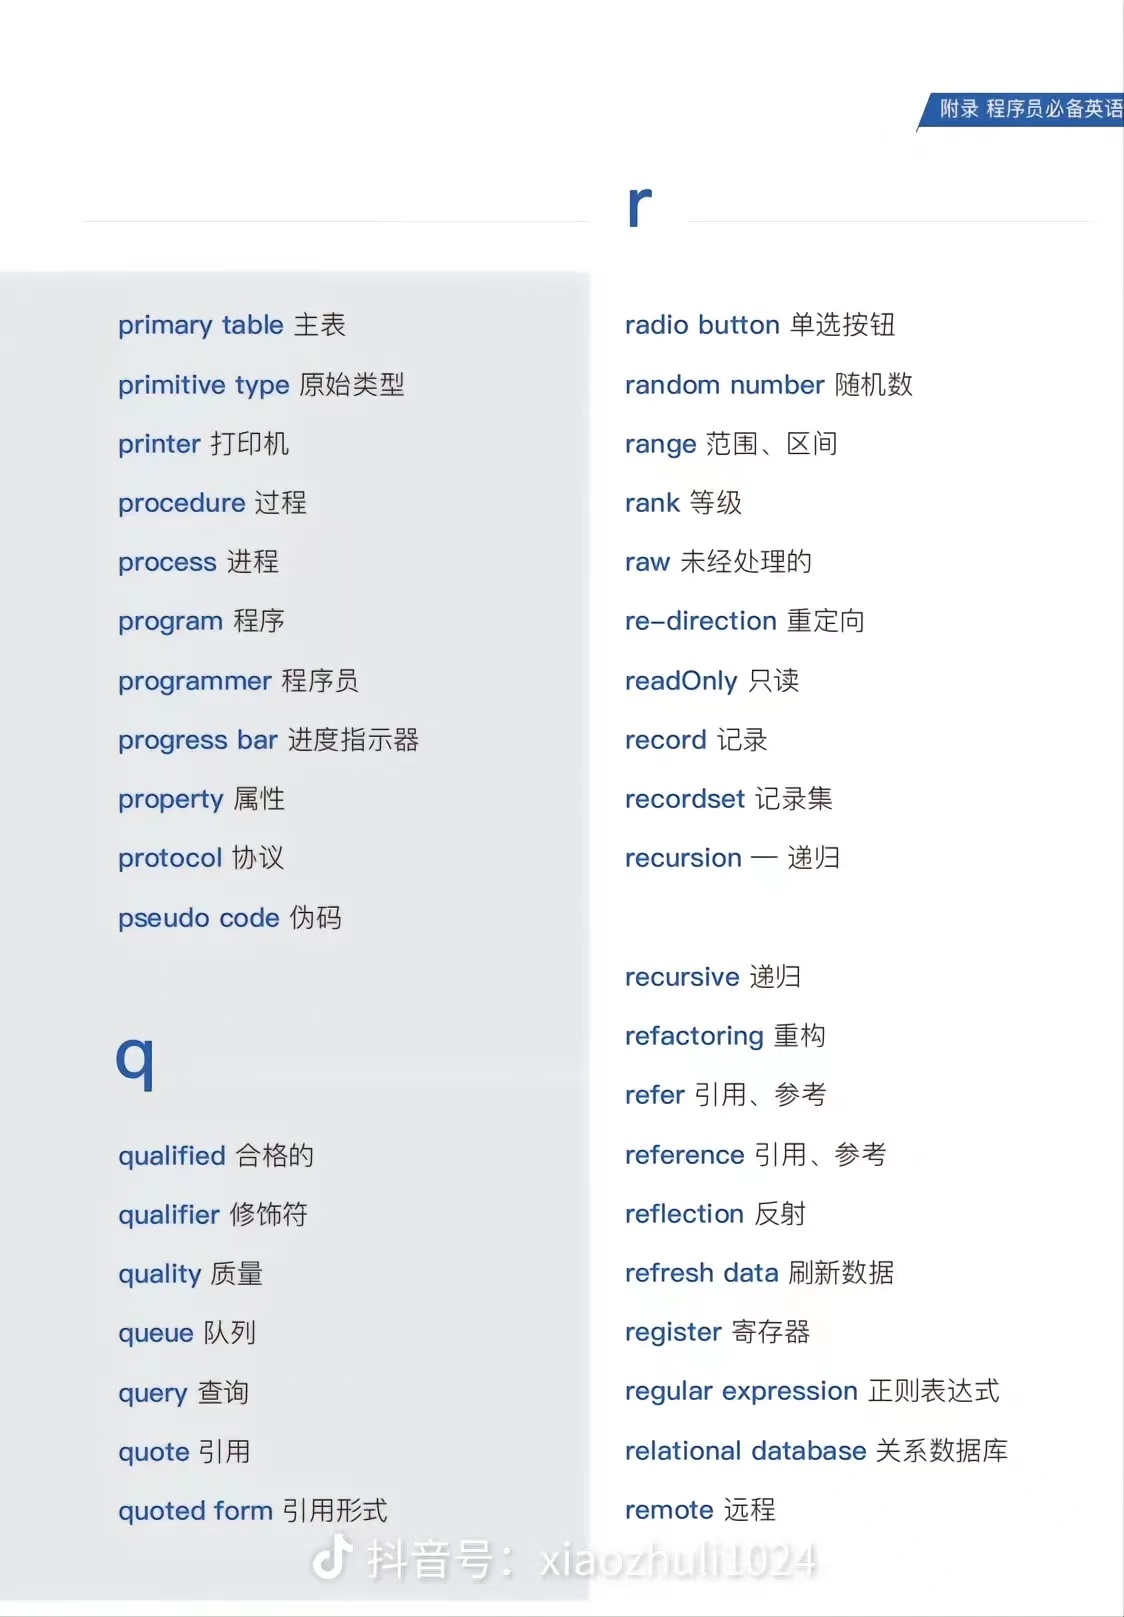 附录 程序员必备英语
primary table 主表
primitive type 原始类型
printer 打印机
procedure 过程
process 进程
program 程序
programmer 程序员
progress bar 进度指示器
property 属性
protocol 协议
pseudo code 伪码
q
qualified 合格的
qualifier 修饰符
quality 质量
queue 队列
query 查询
quote 引用
quoted form 引用形式
r
radio button 单选按钮
random number 随机数
range 范围、区间
rank 等级
raw 未经处理的
re-direction 重定向
readOnly 只读
record 记录
recordset 记录集
recursion — 递归
recursive 递归
refactoring 重构
refer 引用、参考
reference 引用、参考
reflection 反射
refresh data 刷新数据
register 寄存器
regular expression 正则表达式
relational database 关系数据库
remote 远程
抖音号：xiaozhuli1024